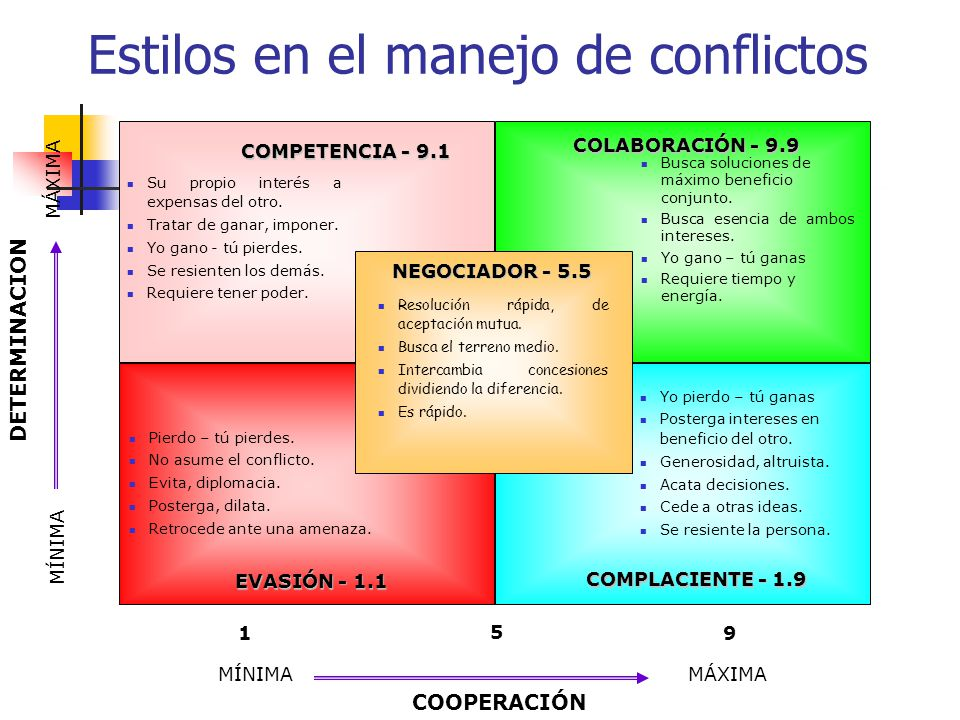 Estilos en el manejo de conflictos
MÁXIMA
DETERMINACION
MÍNIMA
COMPETENCIA - 9.1
Su propio interés a
expensas del otro.
Tratar de ganar, imponer.
Yo gano - tú pierdes.
Se resienten los demás.
Requiere tener poder.
COLABORACIÓN - 9.9
Busca soluciones de
máximo beneficio
conjunto.
Busca esencia de ambos
intereses.
Yo gano – tú ganas
Requiere tiempo y
energía.
NEGOCIADOR - 5.5
Resolución rápida, de
aceptación mutua.
Busca el terreno medio.
Intercambia concesiones
dividiendo la diferencia.
Es rápido.
Pierdo – tú pierdes.
No asume el conflicto.
Evita, diplomacia.
Posterga, dilata.
Retrocede ante una amenaza.
EVASIÓN - 1.1
Yo pierdo – tú ganas
Posterga intereses en
beneficio del otro.
Generosidad, altruista.
Acata decisiones.
Cede a otras ideas.
Se resiente la persona.
COMPLACIENTE - 1.9
1 5 9
MÍNIMA MÁXIMA
COOPERACIÓN